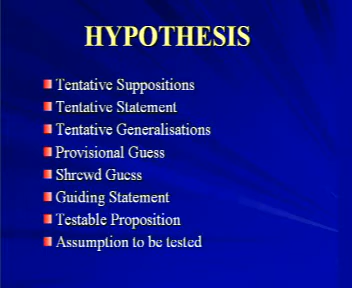 HYPOTHESIS
Tentative Suppositions
Tentative Statement
Tentative Generalisations
Provisional Guess
Shrewd Guess
Guiding Statement
Testable Proposition
Assumption to be tested